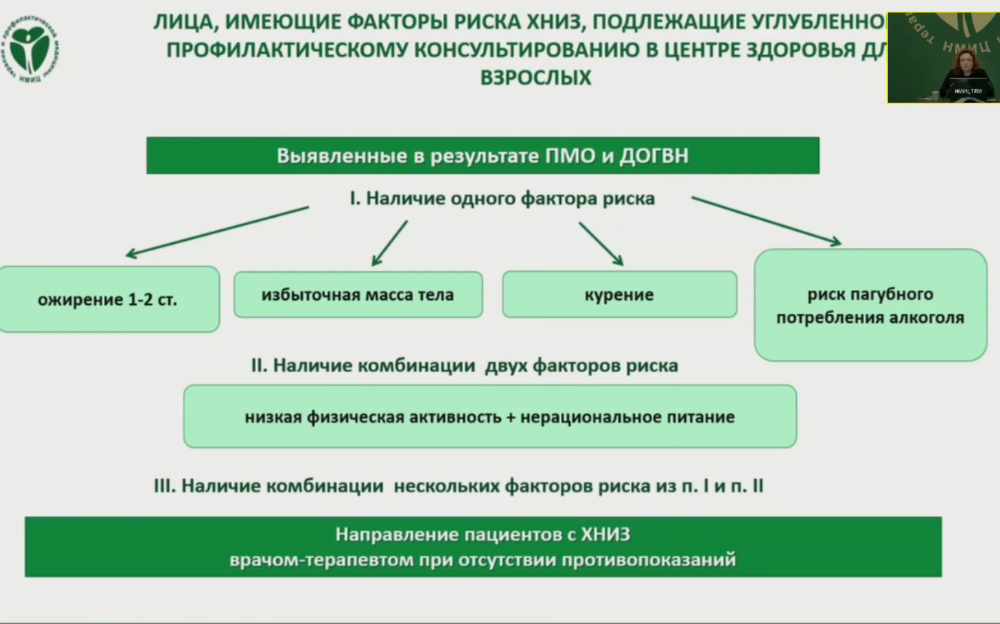 ЛИЦА, ИМЕЮЩИЕ ФАКТОРЫ РИСКА ХНИЗ, ПОДЛЕЖАЩИЕ УГЛУБЛЕННО
ПРОФИЛАКТИЧЕСКОМУ КОНСУЛЬТИРОВАНИЮ В ЦЕНТРЕ ЗДОРОВЬЯ ДЛ
ВЗРОСЛЫХ
терапии и профилактической медицины
НМИЦ
НМИЦ
НМИЦ ТПМ
Выявленные в результате ПМО и ДОГВН
I. Наличие одного фактора риска
ожирение 1-2 ст.
избыточная масса тела
курение
риск пагубного
потребления алкоголя
II. Наличие комбинации двух факторов риска
низкая физическая активность + нерациональное питание
III. Наличие комбинации нескольких факторов риска из п. I и п. II
Направление пациентов с ХНИЗ
врачом-терапевтом при отсутствии противопоказаний